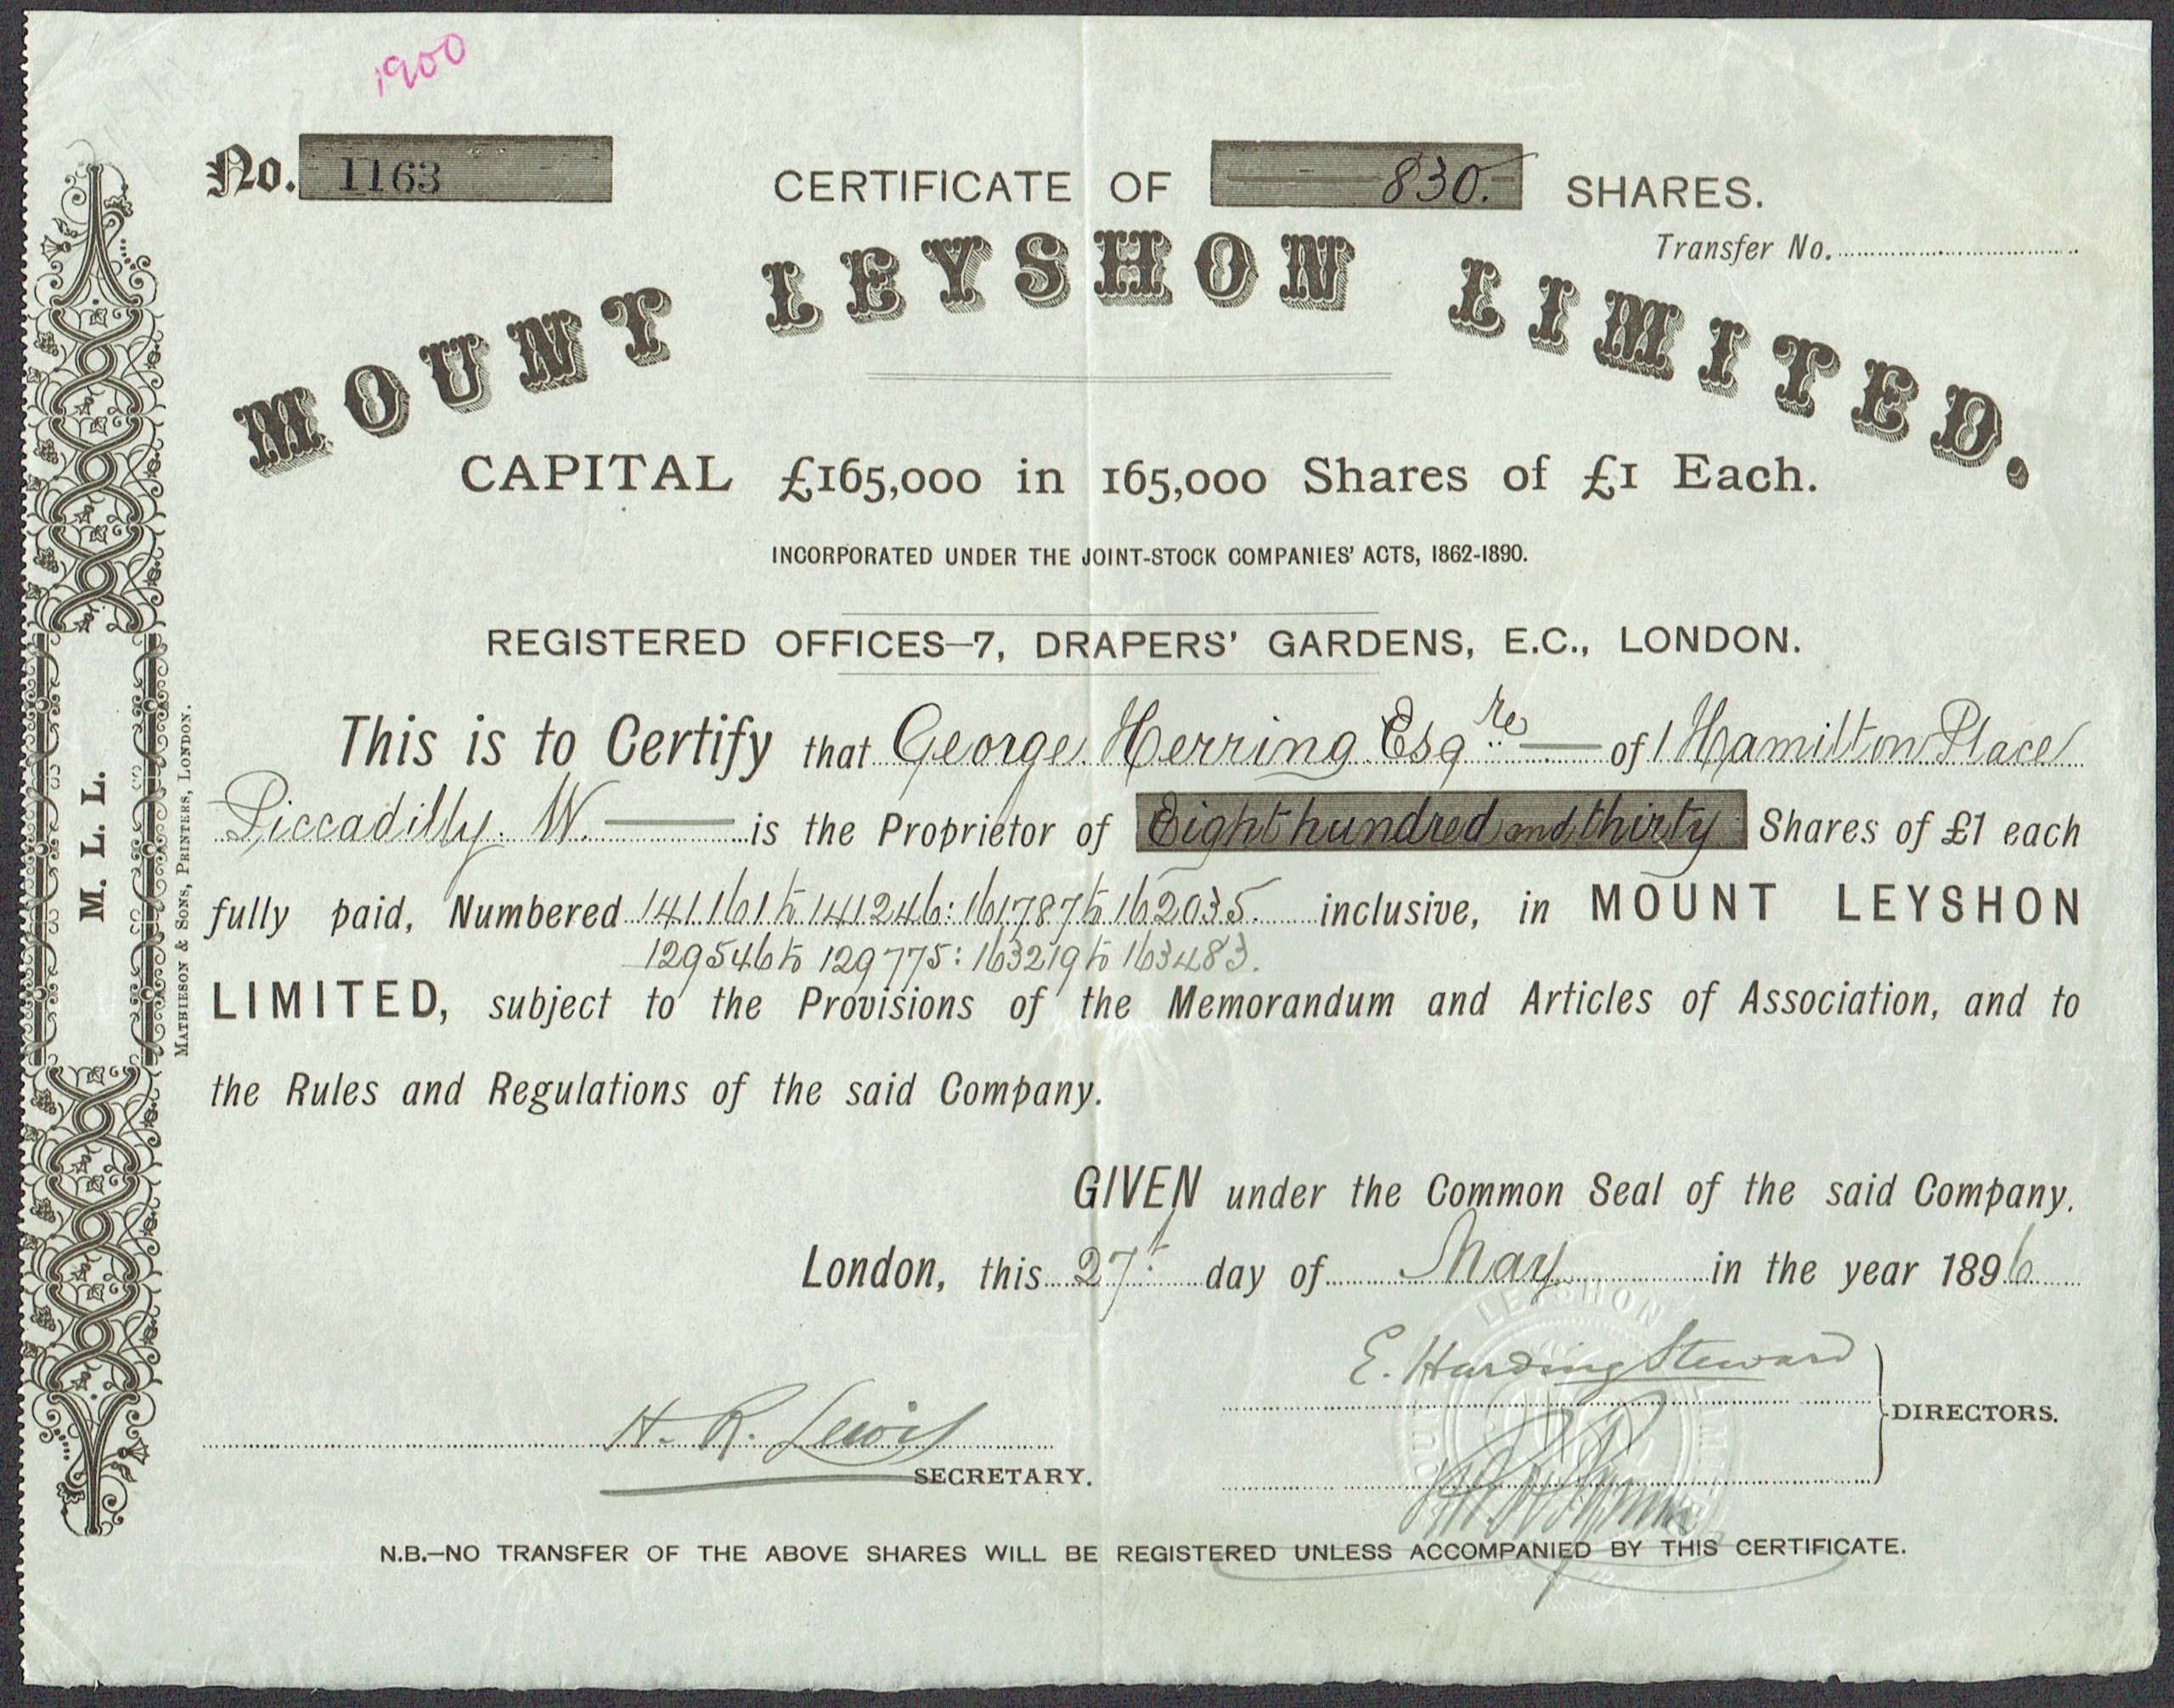 1900
No. 1163
CERTIFICATE OF 830. SHARES.
Transfer No.
MOUNT LEYSHON LIMITED.
CAPITAL £165,000 in 165,000 Shares of £1 Each.
INCORPORATED UNDER THE JOINT-STOCK COMPANIES' ACTS, 1862-1890.
REGISTERED OFFICES—7, DRAPERS' GARDENS, E.C., LONDON.
This is to Certify that George Herring Esqre of 1 Hamilton Place
Piccadilly. W. is the Proprietor of Eight hundred and thirty Shares of £1 each
fully paid, Numbered 141161 to 141246: 161787 to 162035 inclusive, in MOUNT LEYSHON
129546 to 129775: 163219 to 163483.
LIMITED, subject to the Provisions of the Memorandum and Articles of Association, and to
the Rules and Regulations of the said Company.
GIVEN under the Common Seal of the said Company.
London, this 27t day of May in the year 1896
LEYSHON
E. Harding Steward
DIRECTORS.
H. R. Lewis
SECRETARY.
N.B.—NO TRANSFER OF THE ABOVE SHARES WILL BE REGISTERED UNLESS ACCOMPANIED BY THIS CERTIFICATE.
M. L. L.
MATHIESON & SONS, PRINTERS, LONDON.